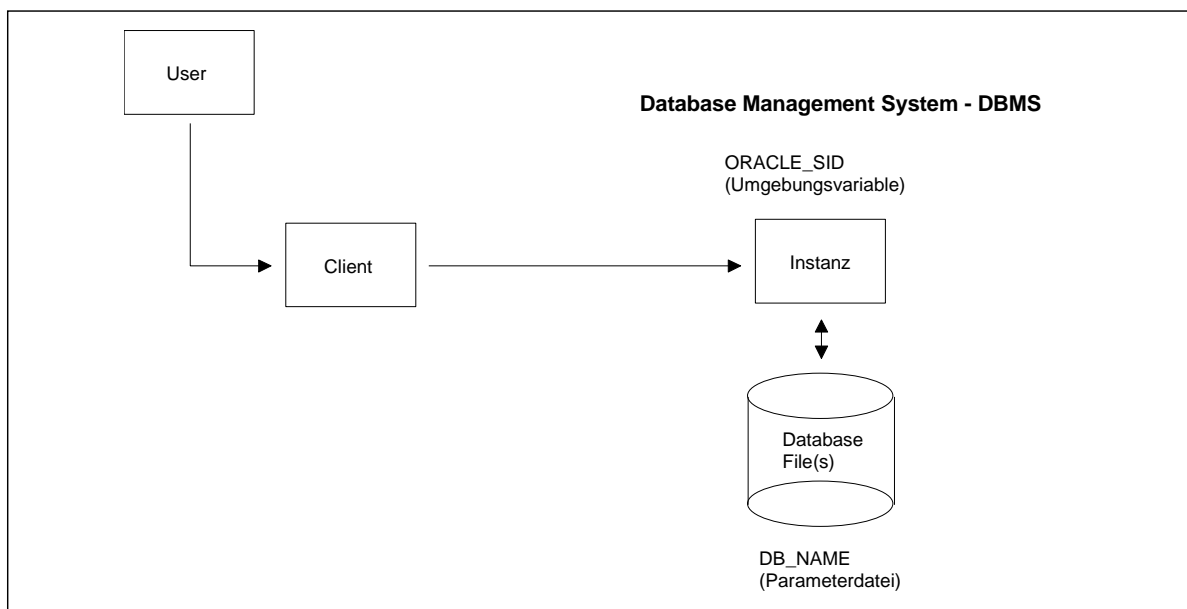 User
Database Management System - DBMS
ORACLE_SID
(Umgebungsvariable)
Client
Instanz
Database
File(s)
DB_NAME
(Parameterdatei)